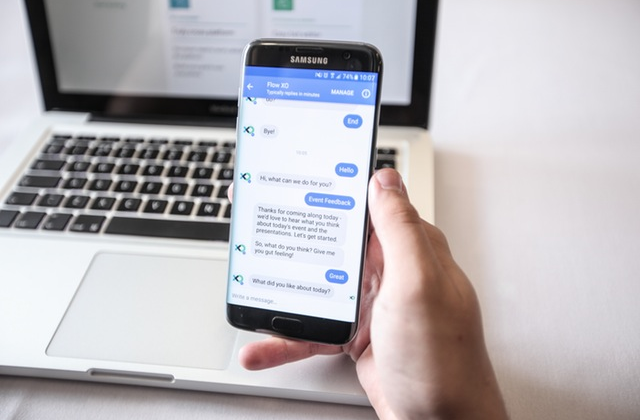 SAMSUNG
74% 10:07
Flow XO
Typically replies in minutes
MANAGE
End
Bye!
Hello
Hi, what can we do for you?
Event Feedback
Thanks for coming along today -
we'd love to hear what you think
about today's event and the
presentations. Let's get started.
So, what do you think? Give me
you gut feeling!
Great
What did you like about today?
Write a message...